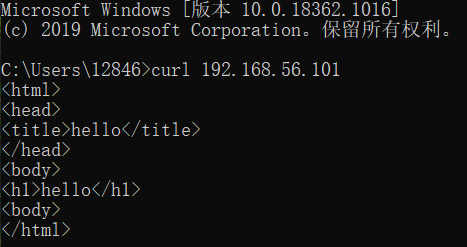 Microsoft Windows [版本 10.0.18362.1016]
(c) 2019 Microsoft Corporation。保留所有权利。
C:\Users\12846>curl 192.168.56.101
<html>
<head>
<title>hello</title>
</head>
<body>
<h1>hello</h1>
<body>
</html>